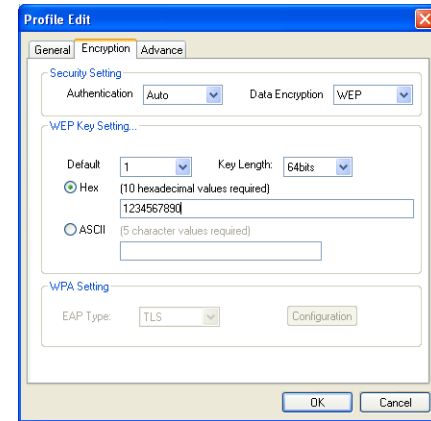 Profile Edit
General Encryption Advance
Security Setting
Authentication Auto Data Encryption WEP
WEP Key Setting...
Default 1 Key Length: 64bits
Hex (10 hexadecimal values required)
1234567890
ASCII (5 character values required)
WPA Setting
EAP Type: TLS Configuration
OK Cancel